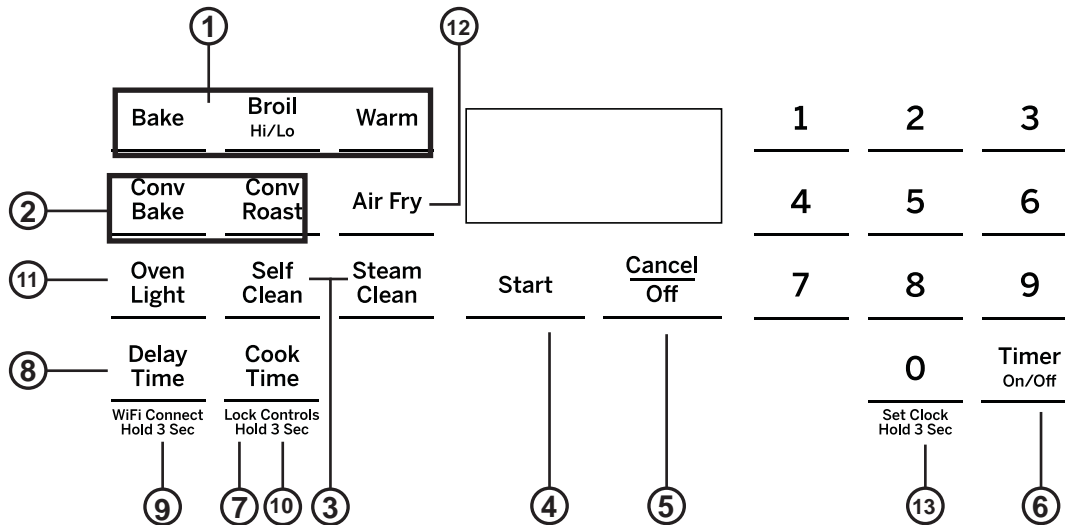 1
12
Bake
Broil
Hi/Lo
Warm
1
2
3
2
Conv
Bake
Conv
Roast
Air Fry
4
5
6
11
Oven
Light
Self
Clean
Steam
Clean
Start
Cancel
Off
7
8
9
8
Delay
Time
Cook
Time
0
Timer
On/Off
WiFi Connect
Hold 3 Sec
Lock Controls
Hold 3 Sec
Set Clock
Hold 3 Sec
9
7
10
3
4
5
13
6